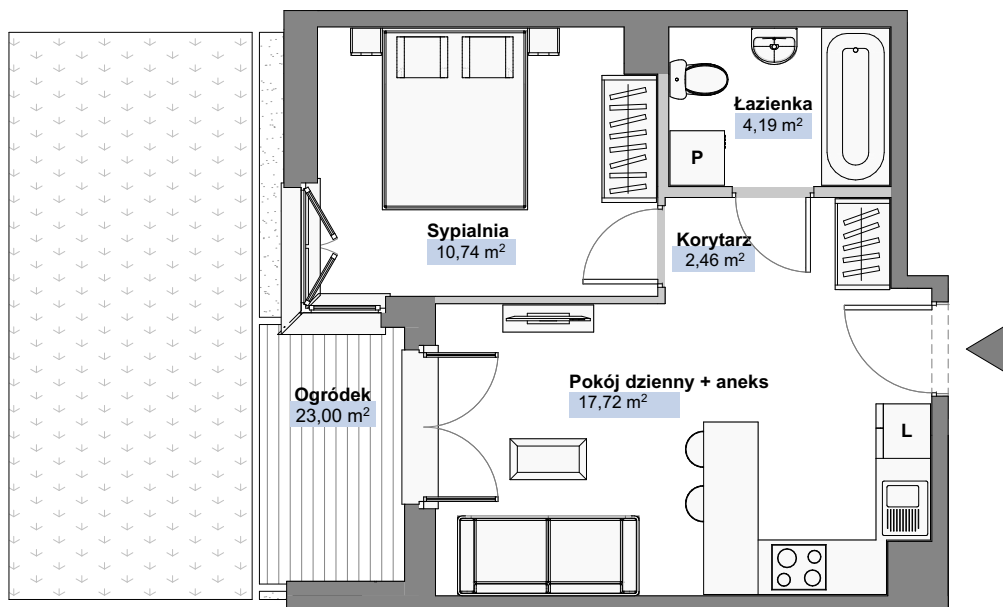 Łazienka
4,19 m²
P
Sypialnia
10,74 m²
Korytarz
2,46 m²
Ogródek
23,00 m²
Pokój dzienny + aneks
17,72 m²
L